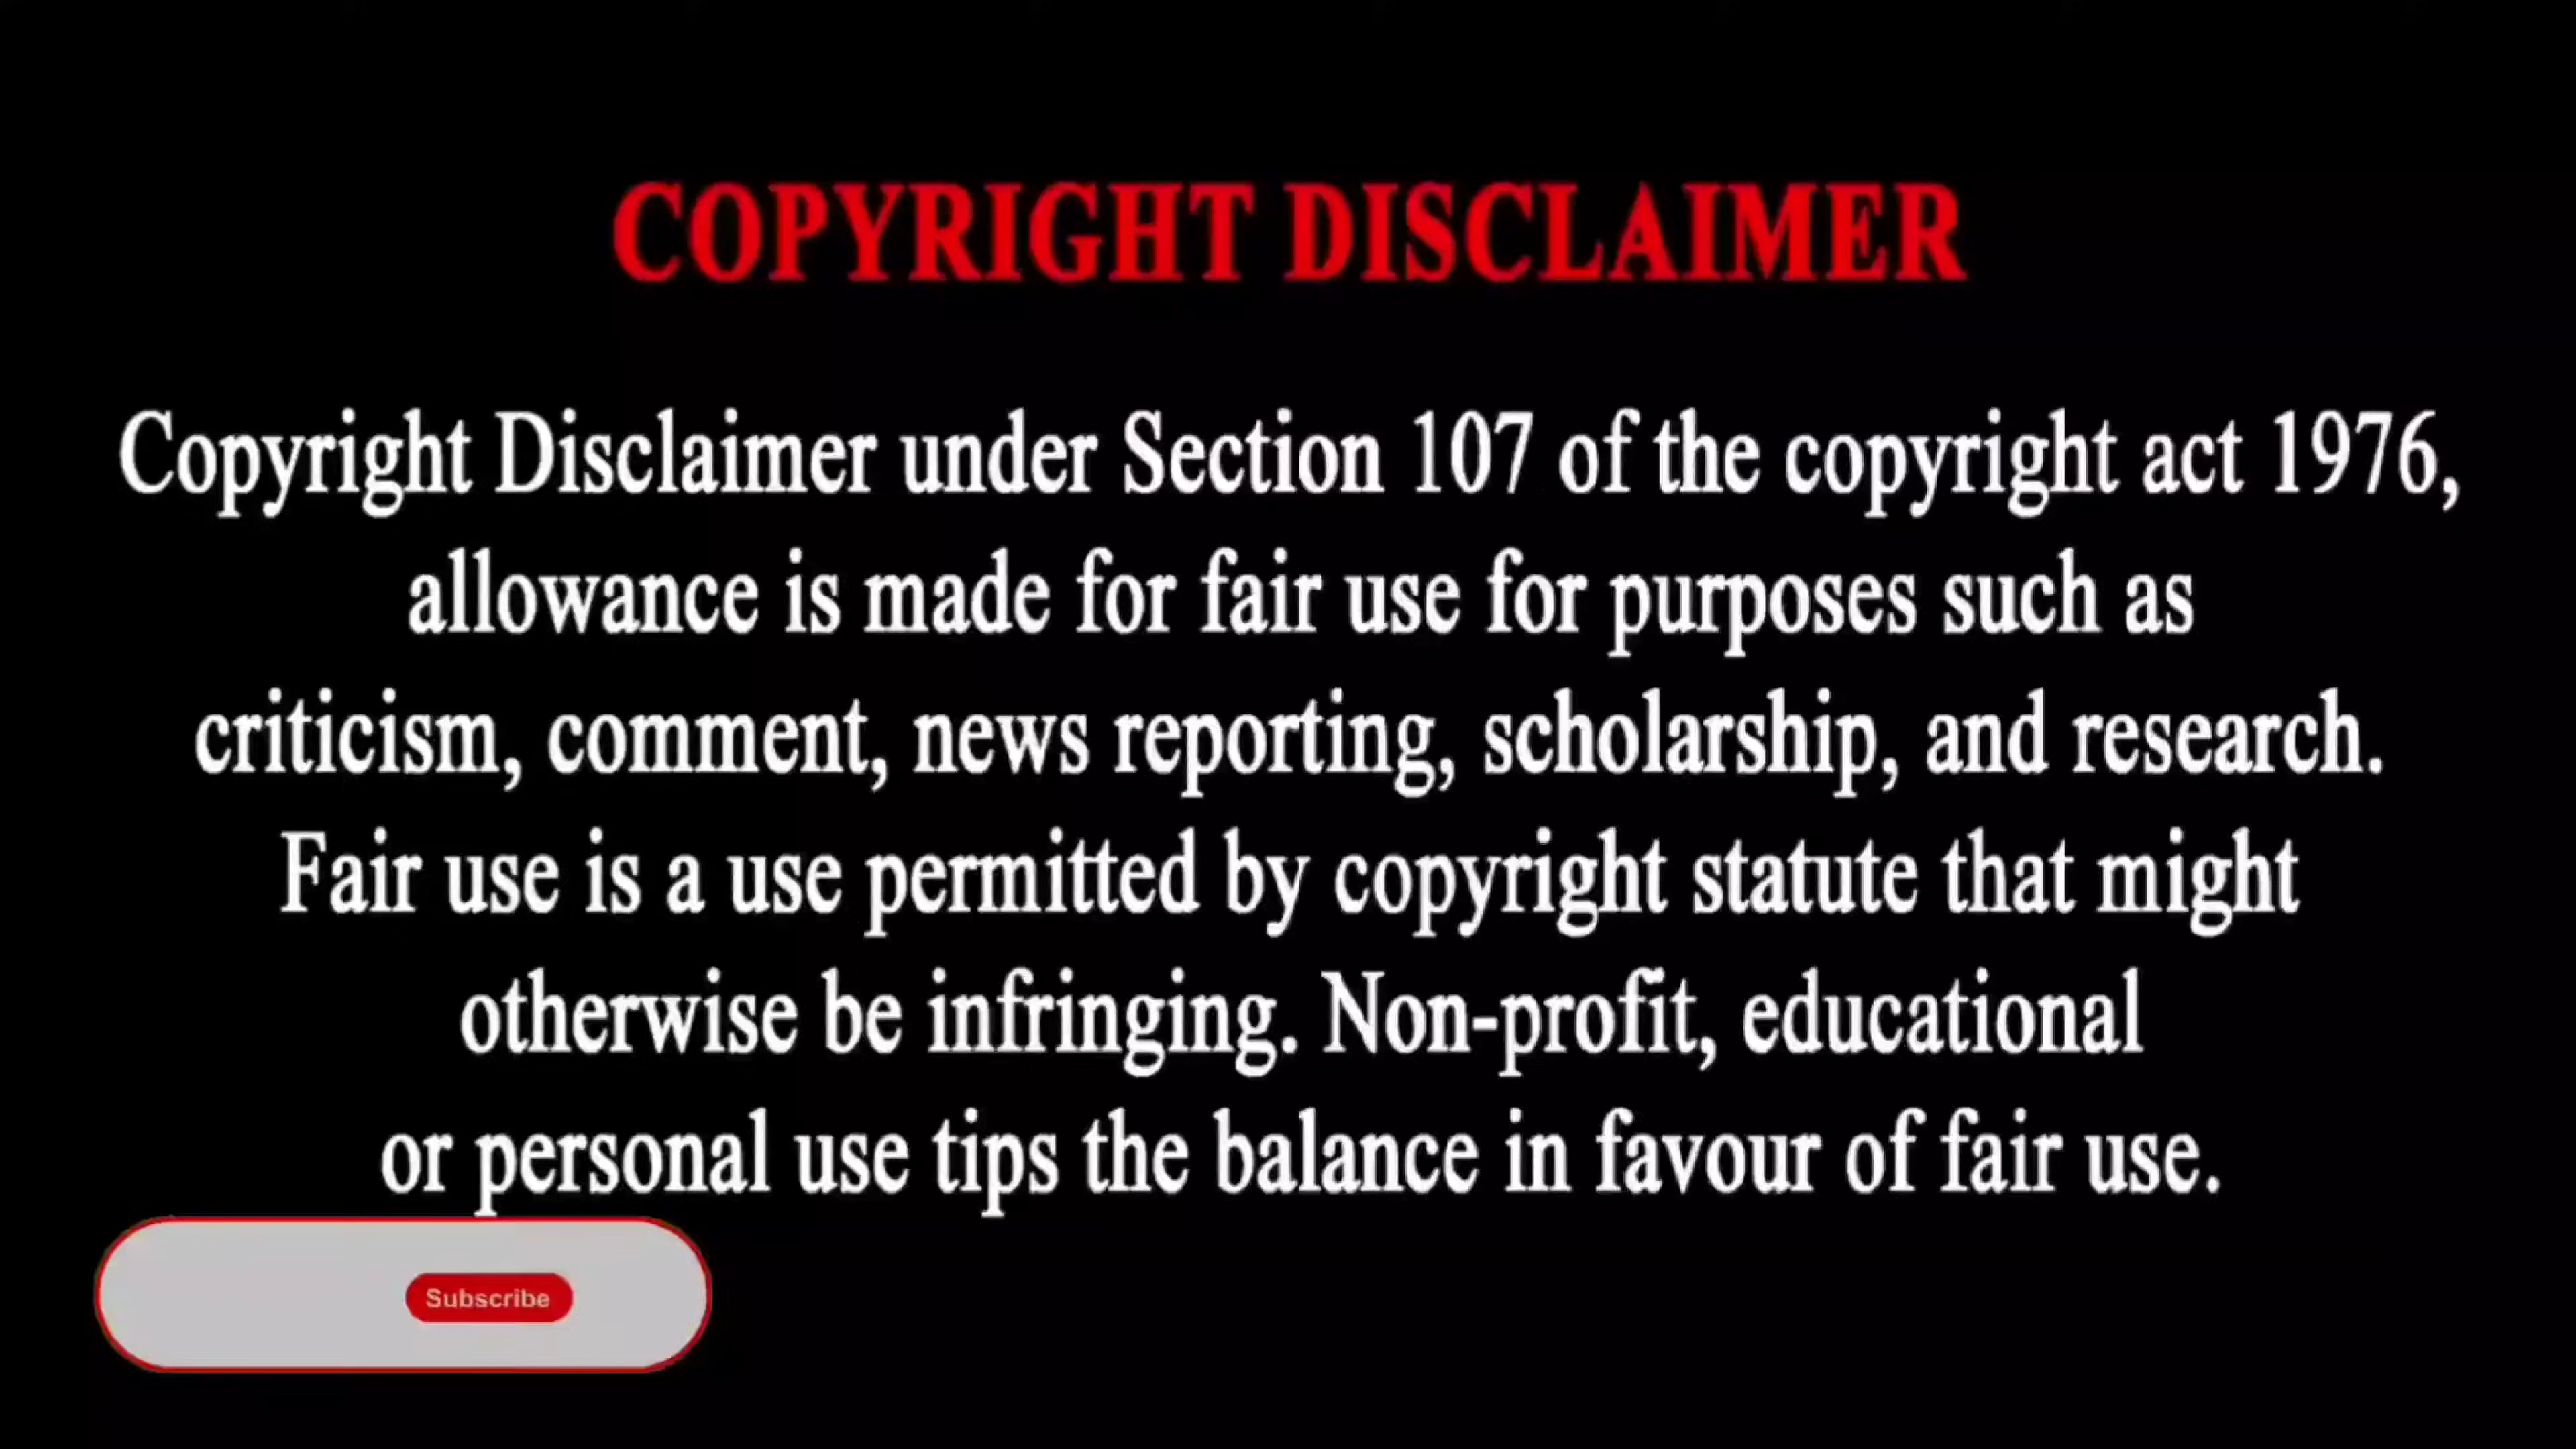 COPYRIGHT DISCLAIMER
Copyright Disclaimer under Section 107 of the copyright act 1976,
allowance is made for fair use for purposes such as
criticism, comment, news reporting, scholarship, and research.
Fair use is a use permitted by copyright statute that might
otherwise be infringing. Non-profit, educational
or personal use tips the balance in favour of fair use.
Subscribe